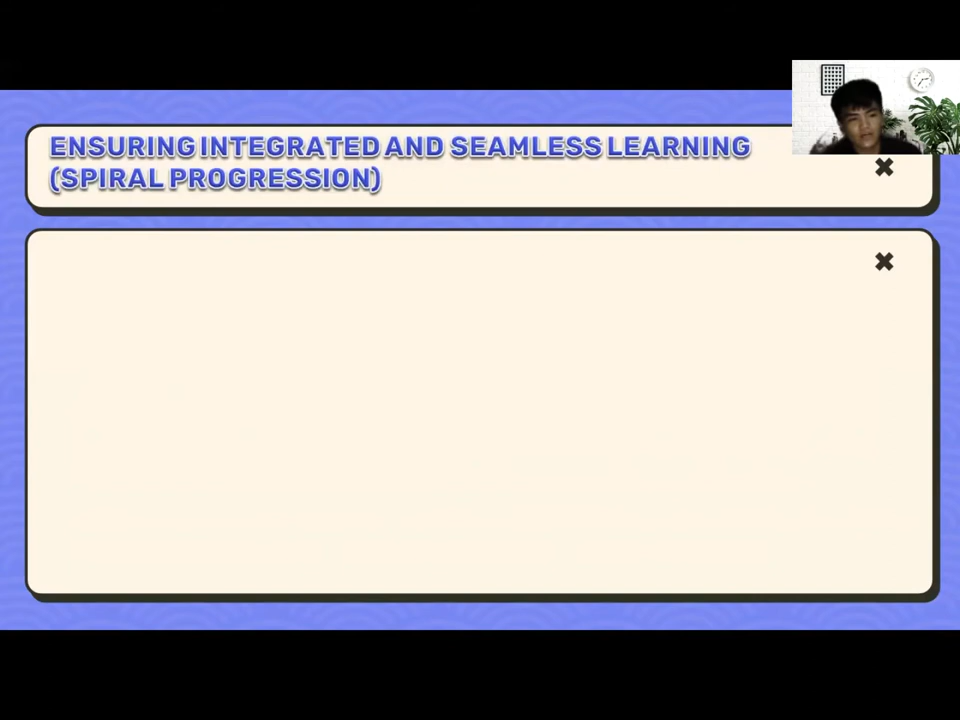 ENSURING INTEGRATED AND SEAMLESS LEARNING
(SPIRAL PROGRESSION)